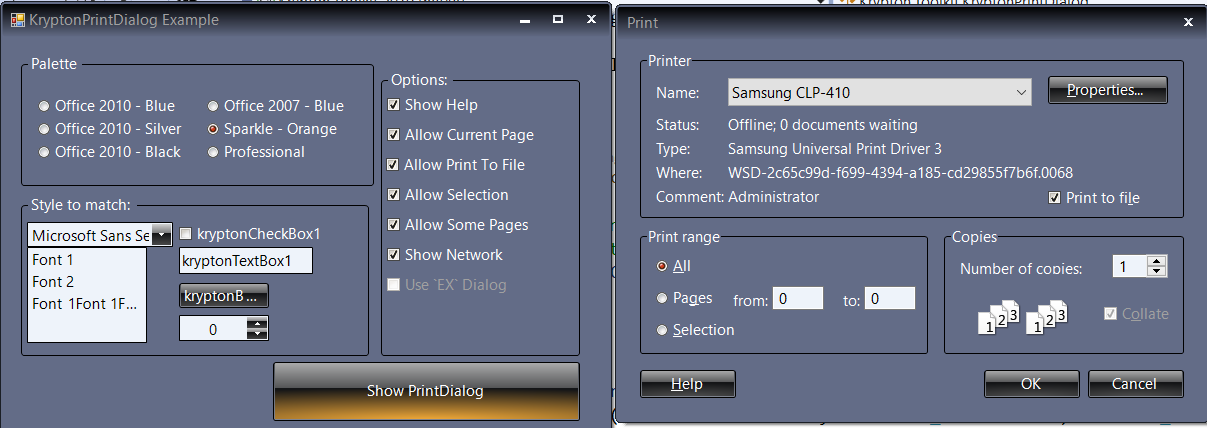 KryptonPrintDialog Example
Palette
Office 2010 - Blue
Office 2007 - Blue
Office 2010 - Silver
Sparkle - Orange
Office 2010 - Black
Professional
Style to match:
Microsoft Sans Se
kryptonCheckBox1
Font 1
Font 2
Font 1Font 1F...
kryptonTextBox1
kryptonB...
0
Options:
Show Help
Allow Current Page
Allow Print To File
Allow Selection
Allow Some Pages
Show Network
Use `EX` Dialog
Show PrintDialog
Print
Printer
Name:
Samsung CLP-410
Properties...
Status:
Offline; 0 documents waiting
Type:
Samsung Universal Print Driver 3
Where:
WSD-2c65c99d-f699-4394-a185-cd29855f7b6f.0068
Comment:
Administrator
Print to file
Print range
All
Pages
from:
0
to:
0
Selection
Copies
Number of copies:
1
1 2 3
1 2 3
Collate
Help
OK
Cancel